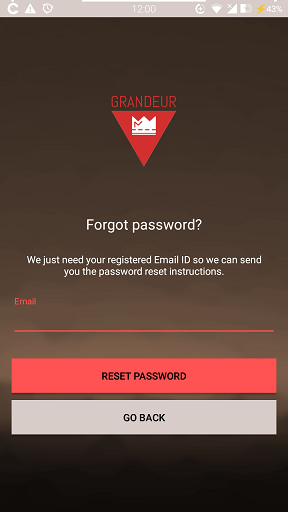 12:00
43%
GRANDEUR
Forgot password?
We just need your registered Email ID so we can send
you the password reset instructions.
Email
RESET PASSWORD
GO BACK